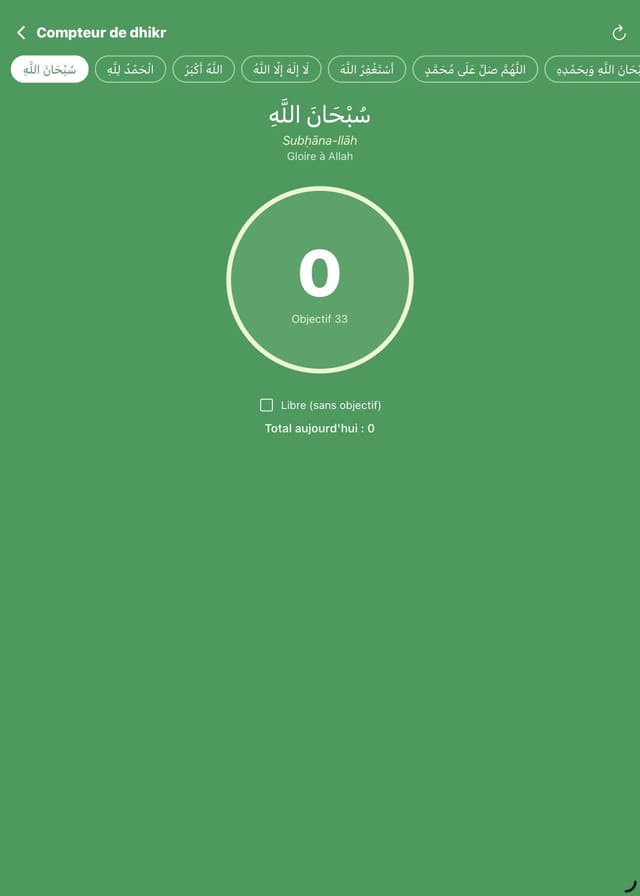 Compteur de dhikr
سُبْحَانَ اللَّهِ
الْحَمْدُ لِلَّهِ
اللَّهُ أَكْبَرُ
لَا إِلَهَ إِلَّا اللَّهُ
أَسْتَغْفِرُ اللَّهَ
اللَّهُمَّ صَلِّ عَلَى مُحَمَّدٍ
اللَّهِ وَبِحَمْدِهِ
سُبْحَانَ اللَّهِ
Subḥāna-llāh
Gloire à Allah
0
Objectif 33
Libre (sans objectif)
Total aujourd'hui : 0